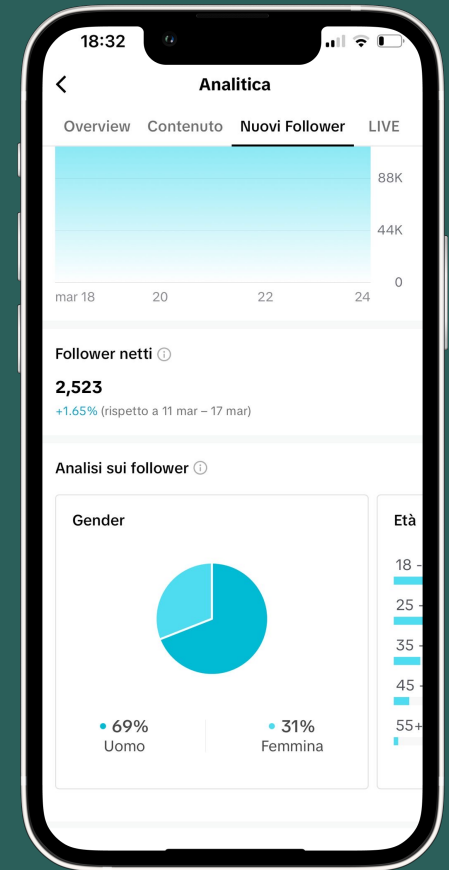 18:32
Analitica
Overview Contenuto Nuovi Follower LIVE
88K
44K
0
mar 18 20 22 24
Follower netti
2,523
+1.65% (rispetto a 11 mar – 17 mar)
Analisi sui follower
Gender
69%
Uomo
31%
Femmina
Età
18 -
25 -
35 -
45 -
55+